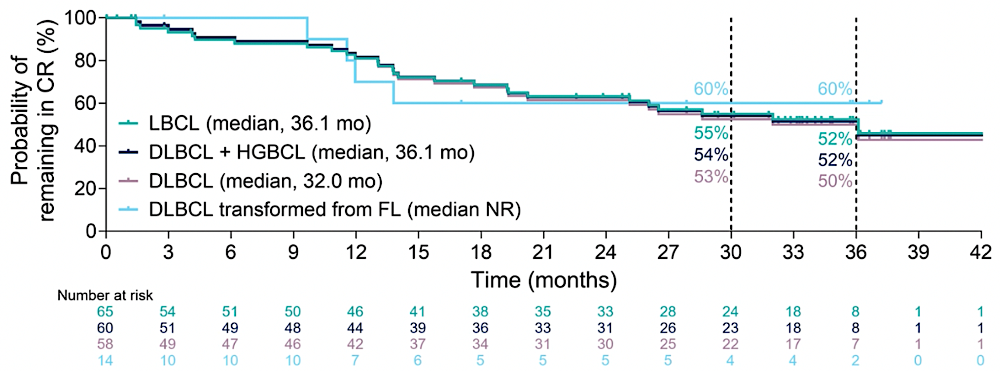 Probability of
remaining in CR (%)
100
80
60
40
20
0
60% 60%
55% 52%
54% 52%
53% 50%
LBCL (median, 36.1 mo)
DLBCL + HGBCL (median, 36.1 mo)
DLBCL (median, 32.0 mo)
DLBCL transformed from FL (median NR)
0 3 6 9 12 15 18 21 24 27 30 33 36 39 42
Time (months)
Number at risk
65 54 51 50 46 41 38 35 33 28 24 18 8 1 1
60 51 49 48 44 39 36 33 31 26 23 18 8 1 1
58 49 47 46 42 37 34 31 30 25 22 17 7 1 1
14 10 10 10 7 6 5 5 5 5 4 4 2 0 0